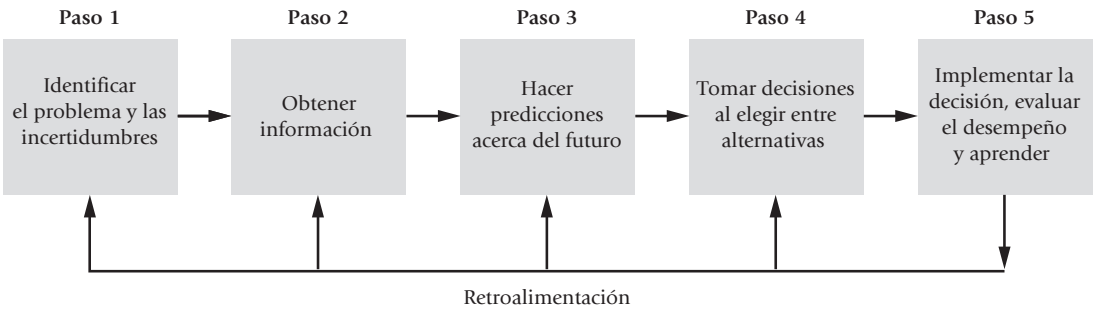 Paso 1
Paso 2
Paso 3
Paso 4
Paso 5
Identificar
el problema y las
incertidumbres
Obtener
información
Hacer
predicciones
acerca del futuro
Tomar decisiones
al elegir entre
alternativas
Implementar la
decisión, evaluar
el desempeño
y aprender
Retroalimentación